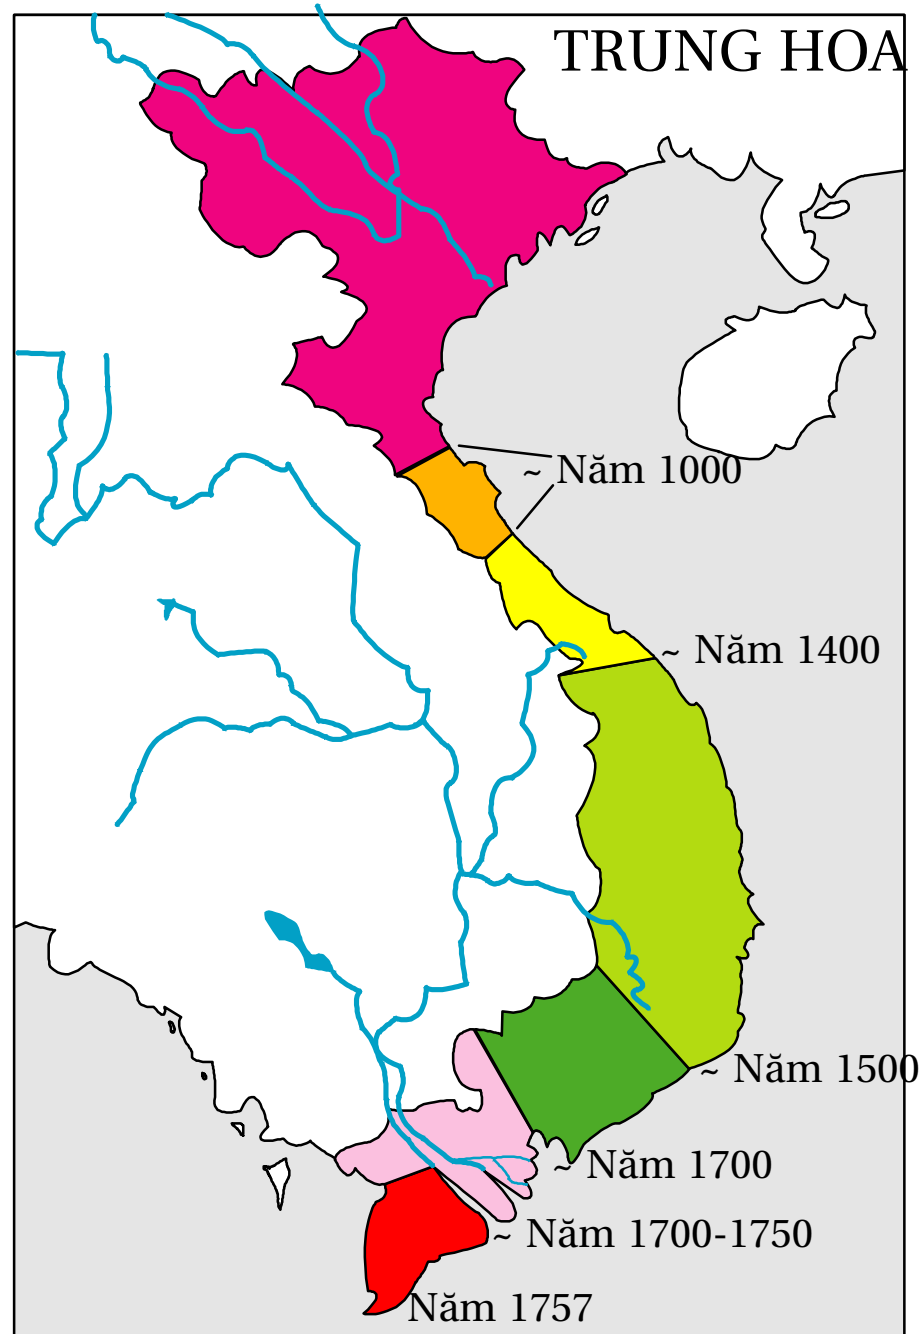 TRUNG HOA
~ Năm 1000
~ Năm 1400
~ Năm 1500
~ Năm 1700
~ Năm 1700-1750
Năm 1757